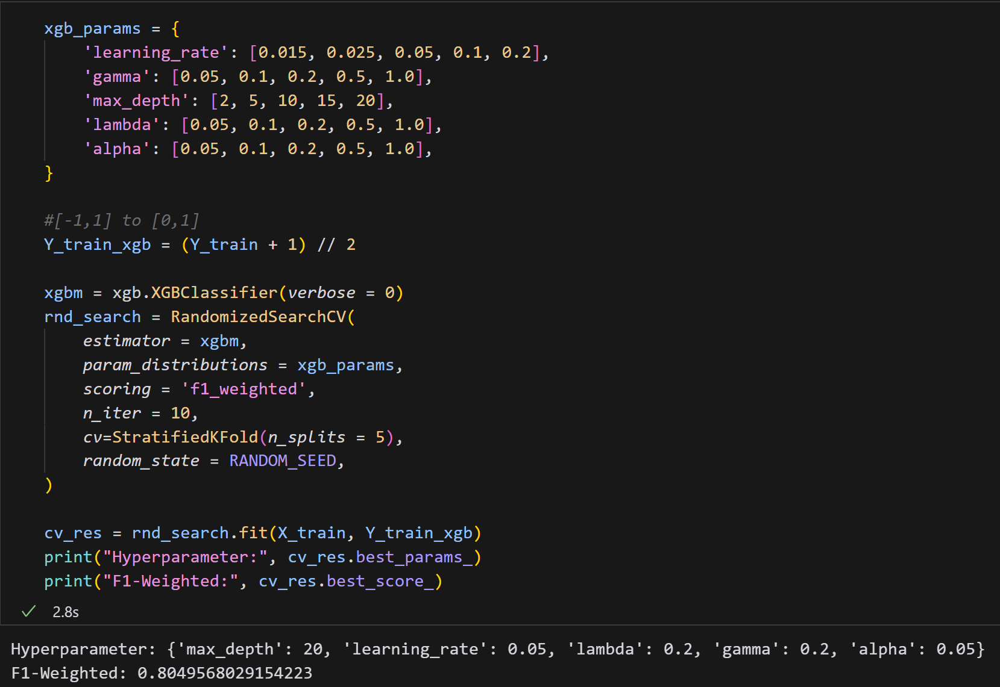 xgb_params = {
    'learning_rate': [0.015, 0.025, 0.05, 0.1, 0.2],
    'gamma': [0.05, 0.1, 0.2, 0.5, 1.0],
    'max_depth': [2, 5, 10, 15, 20],
    'lambda': [0.05, 0.1, 0.2, 0.5, 1.0],
    'alpha': [0.05, 0.1, 0.2, 0.5, 1.0],
}
#[-1,1] to [0,1]
Y_train_xgb = (Y_train + 1) // 2
xgbm = xgb.XGBClassifier(verbose = 0)
rnd_search = RandomizedSearchCV(
    estimator = xgbm,
    param_distributions = xgb_params,
    scoring = 'f1_weighted',
    n_iter = 10,
    cv=StratifiedKFold(n_splits = 5),
    random_state = RANDOM_SEED,
)
cv_res = rnd_search.fit(X_train, Y_train_xgb)
print("Hyperparameter:", cv_res.best_params_)
print("F1-Weighted:", cv_res.best_score_)
2.8s
Hyperparameter: {'max_depth': 20, 'learning_rate': 0.05, 'lambda': 0.2, 'gamma': 0.2, 'alpha': 0.05}
F1-Weighted: 0.8049568029154223